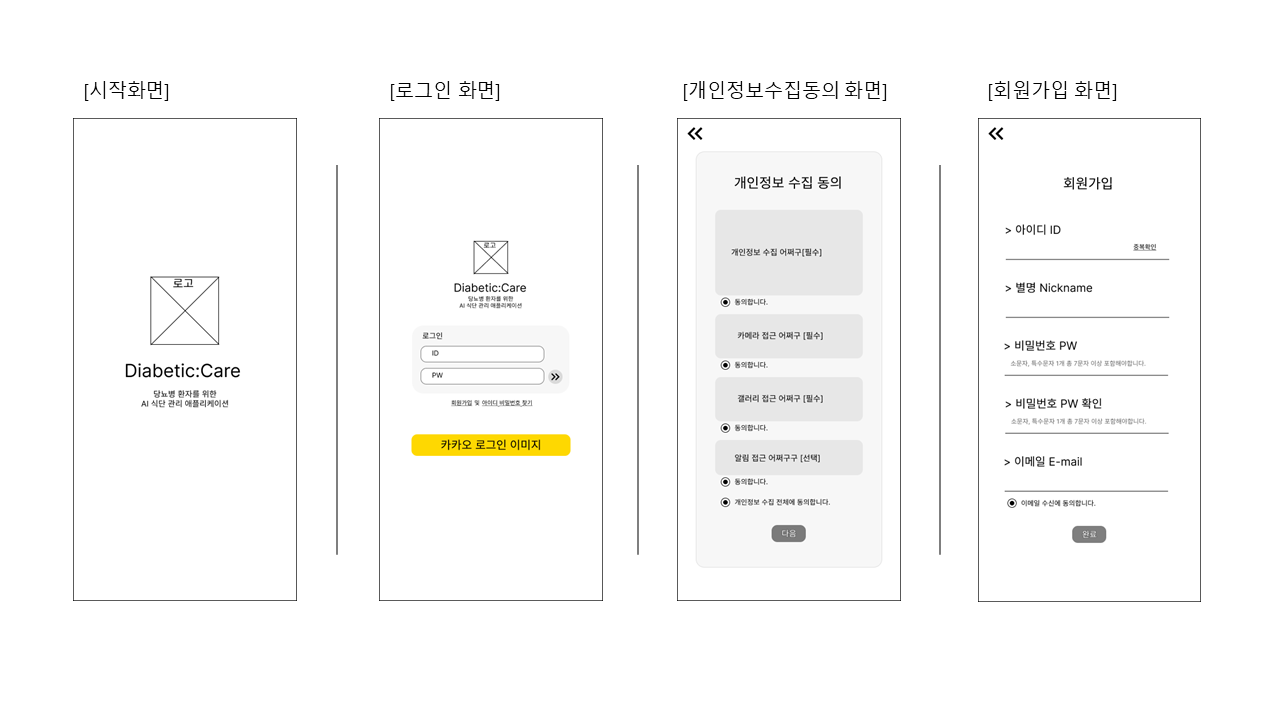 [시작화면]
로고
Diabetic:Care
당뇨병 환자를 위한
AI 식단 관리 애플리케이션
[로그인 화면]
로고
Diabetic:Care
당뇨병 환자를 위한
AI 식단 관리 애플리케이션
로그인
ID
PW
회원가입 및 아이디 비밀번호 찾기
카카오 로그인 이미지
[개인정보수집동의 화면]
개인정보 수집 동의
개인정보 수집 어쩌구[필수]
동의합니다.
카메라 접근 어쩌구 [필수]
동의합니다.
갤러리 접근 어쩌구 [필수]
동의합니다.
알림 접근 어쩌구구 [선택]
동의합니다.
개인정보 수집 전체에 동의합니다.
다음
[회원가입 화면]
회원가입
> 아이디 ID
중복확인
> 별명 Nickname
> 비밀번호 PW
소문자, 특수문자 1개 총 7문자 이상 포함해야합니다.
> 비밀번호 PW 확인
소문자, 특수문자 1개 총 7문자 이상 포함해야합니다.
> 이메일 E-mail
이메일 수신에 동의합니다.
완료